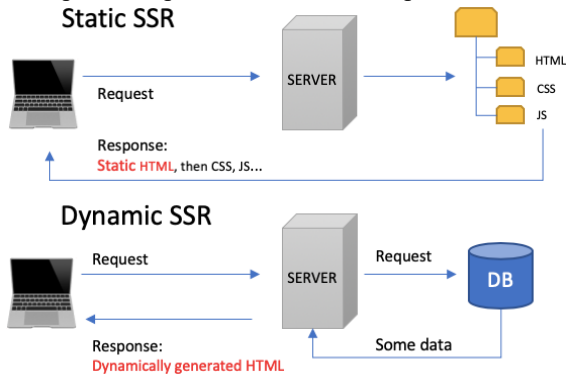 Static SSR
SERVER
HTML
CSS
JS
Request
Response:
Static HTML, then CSS, JS...
Dynamic SSR
Request
SERVER
Request
DB
Response:
Dynamically generated HTML
Some data